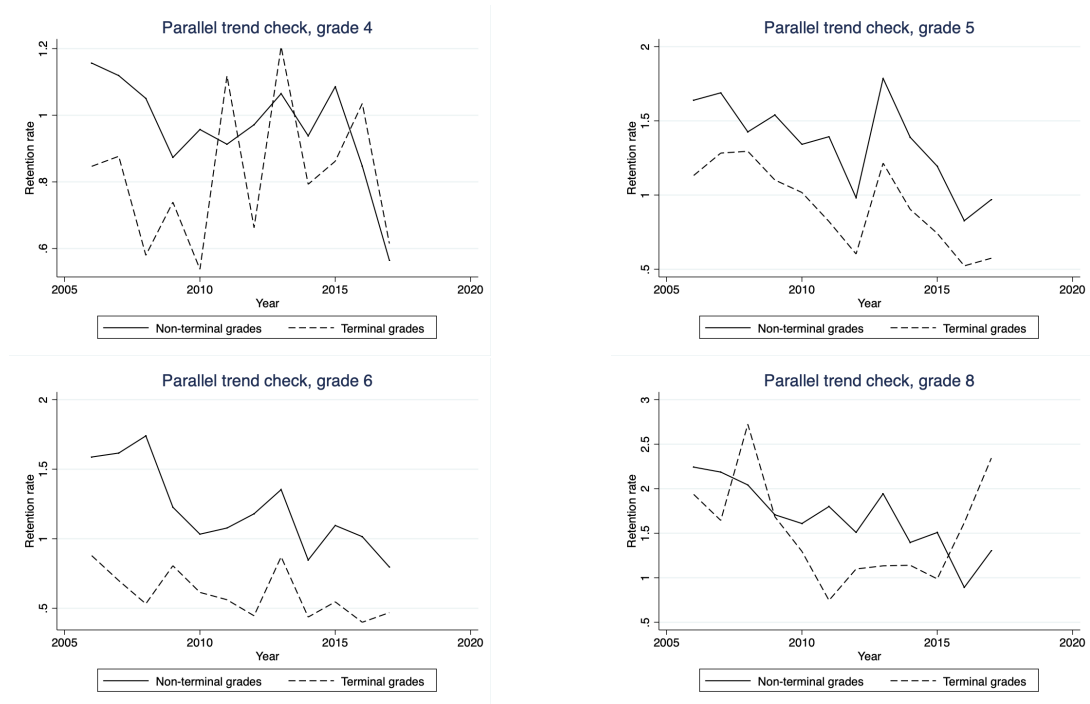 Parallel trend check, grade 4
Retention rate
1.2
1
.8
.6
2005 2010 2015 2020
Year
Non-terminal grades Terminal grades
Parallel trend check, grade 5
Retention rate
2
1.5
1
.5
2005 2010 2015 2020
Year
Non-terminal grades Terminal grades
Parallel trend check, grade 6
Retention rate
2
1.5
1
.5
2005 2010 2015 2020
Year
Non-terminal grades Terminal grades
Parallel trend check, grade 8
Retention rate
3
2.5
2
1.5
1
.5
2005 2010 2015 2020
Year
Non-terminal grades Terminal grades